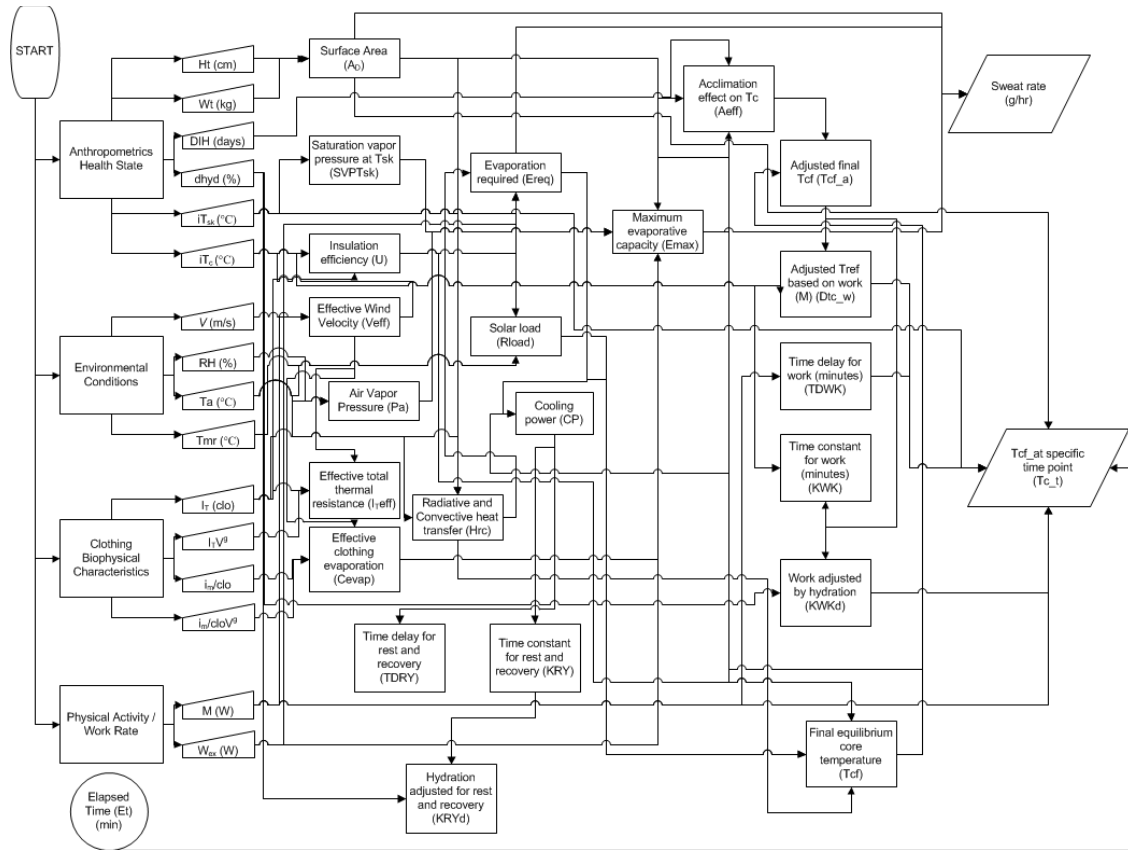 START
Anthropometrics
Health State
Environmental
Conditions
Clothing
Biophysical
Characteristics
Physical Activity /
Work Rate
Elapsed
Time (Et)
(min)
Ht (cm)
Wt (kg)
DIH (days)
dhyd (%)
iTsk (°C)
iTc (°C)
V (m/s)
RH (%)
Ta (°C)
Tmr (°C)
IT (clo)
ITVg
im/clo
im/cloVg
M (W)
Wex (W)
Surface Area
(AD)
Saturation vapor
pressure at Tsk
(SVPTsk)
Insulation
efficiency (U)
Effective Wind
Velocity (Veff)
Air Vapor
Pressure (Pa)
Effective total
thermal
resistance (ITeff)
Effective
clothing
evaporation
(Cevap)
Time delay for
rest and
recovery
(TDRY)
Hydration
adjusted for rest
and recovery
(KRYd)
Evaporation
required (Ereq)
Solar load
(Rload)
Cooling
power (CP)
Radiative and
Convective heat
transfer (Hrc)
Time constant
for rest and
recovery (KRY)
Maximum
evaporative
capacity (Emax)
Acclimation
effect on Tc
(Aeff)
Adjusted final
Tcf (Tcf_a)
Adjusted Tref
based on work
(M) (Dtc_w)
Time delay for
work (minutes)
(TDWK)
Time constant
for work
(minutes)
(KWK)
Work adjusted
by hydration
(KWKd)
Final equilibrium
core
temperature
(Tcf)
Sweat rate
(g/hr)
Tcf_at specific
time point
(Tc_t)